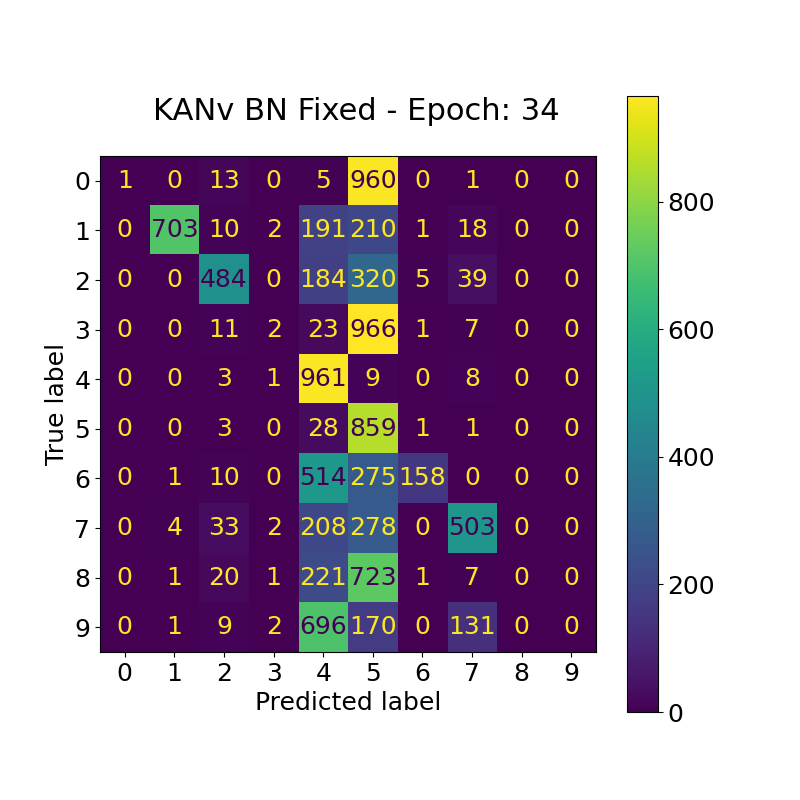 KANv BN Fixed - Epoch: 34
0 1 0 13 0 5 960 0 1 0 0
1 0 703 10 2 191 210 1 18 0 0
2 0 0 484 0 184 320 5 39 0 0
3 0 0 11 2 23 966 1 7 0 0
4 0 0 3 1 961 9 0 8 0 0
5 0 0 3 0 28 859 1 1 0 0
6 0 1 10 0 514 275 158 0 0 0
7 0 4 33 2 208 278 0 503 0 0
8 0 1 20 1 221 723 1 7 0 0
9 0 1 9 2 696 170 0 131 0 0
0 1 2 3 4 5 6 7 8 9
Predicted label
True label
800
600
400
200
0